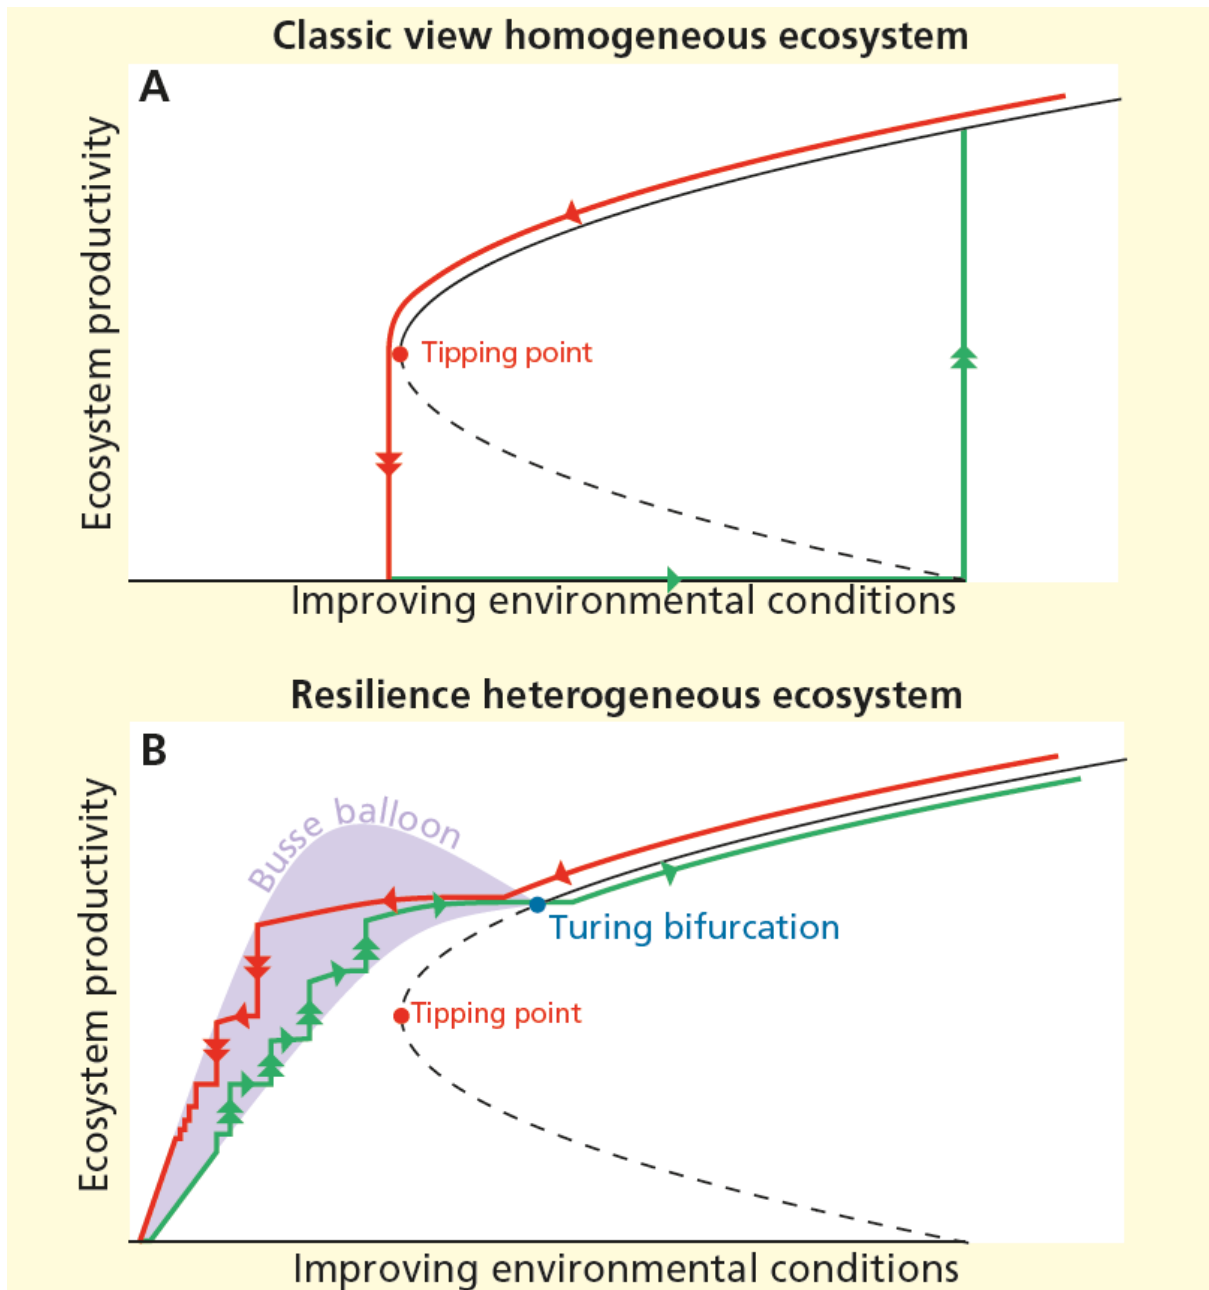 Classic view homogeneous ecosystem
A
Ecosystem productivity
Tipping point
Improving environmental conditions
Resilience heterogeneous ecosystem
B
Ecosystem productivity
Busse balloon
Turing bifurcation
Tipping point
Improving environmental conditions